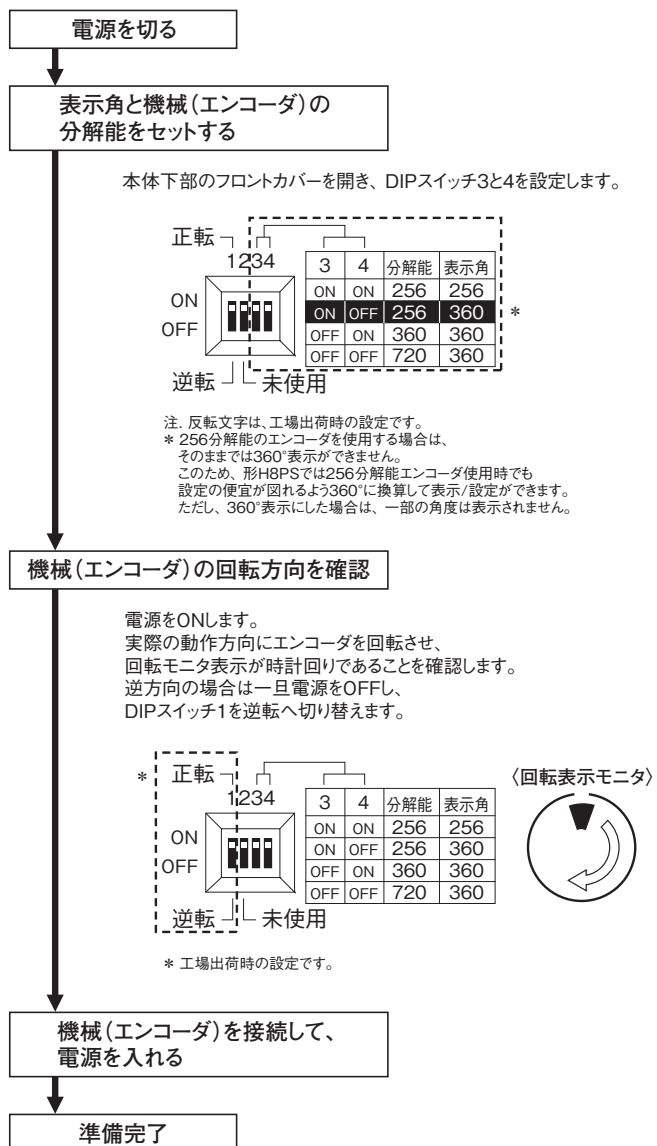 電源を切る
表示角と機械（エンコーダ）の
分解能をセットする
本体下部のフロントカバーを開き、DIPスイッチ3と4を設定します。
正転
1234
ON
OFF
逆転
未使用
3 4 分解能 表示角
ON ON 256 256
ON OFF 256 360 *
OFF ON 360 360
OFF OFF 720 360
注. 反転文字は、工場出荷時の設定です。
* 256分解能のエンコーダを使用する場合は、
そのままでは360°表示ができません。
このため、形H8PSでは256分解能エンコーダ使用時でも
設定の便宜が図れるよう360°に換算して表示/設定ができます。
ただし、360°表示にした場合は、一部の角度は表示されません。
機械（エンコーダ）の回転方向を確認
電源をONします。
実際の動作方向にエンコーダを回転させ、
回転モニタ表示が時計回りであることを確認します。
逆方向の場合は一旦電源をOFFし、
DIPスイッチ1を逆転へ切り替えます。
* 正転
1234
ON
OFF
逆転
未使用
3 4 分解能 表示角
ON ON 256 256
ON OFF 256 360
OFF ON 360 360
OFF OFF 720 360
〈回転表示モニタ〉
* 工場出荷時の設定です。
機械（エンコーダ）を接続して、
電源を入れる
準備完了